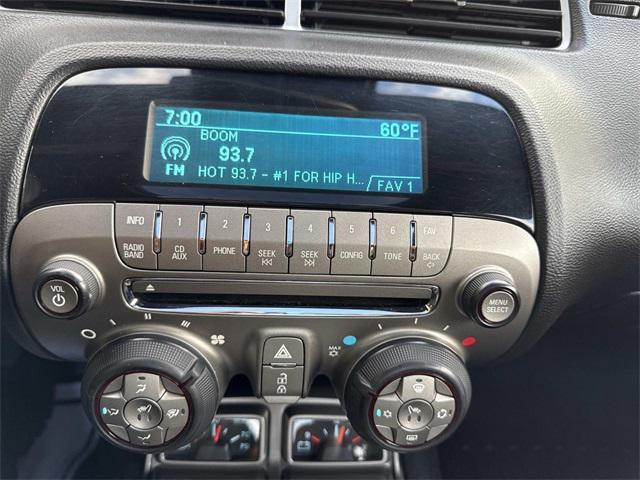 7:00
60°F
BOOM
93.7
FM
HOT 93.7 - #1 FOR HIP H...
FAV 1
INFO 1 2 3 4 5 6 FAV
RADIO BAND
CD AUX
PHONE
SEEK
SEEK
CONFIG
TONE
BACK
VOL
MENU SELECT
MAX